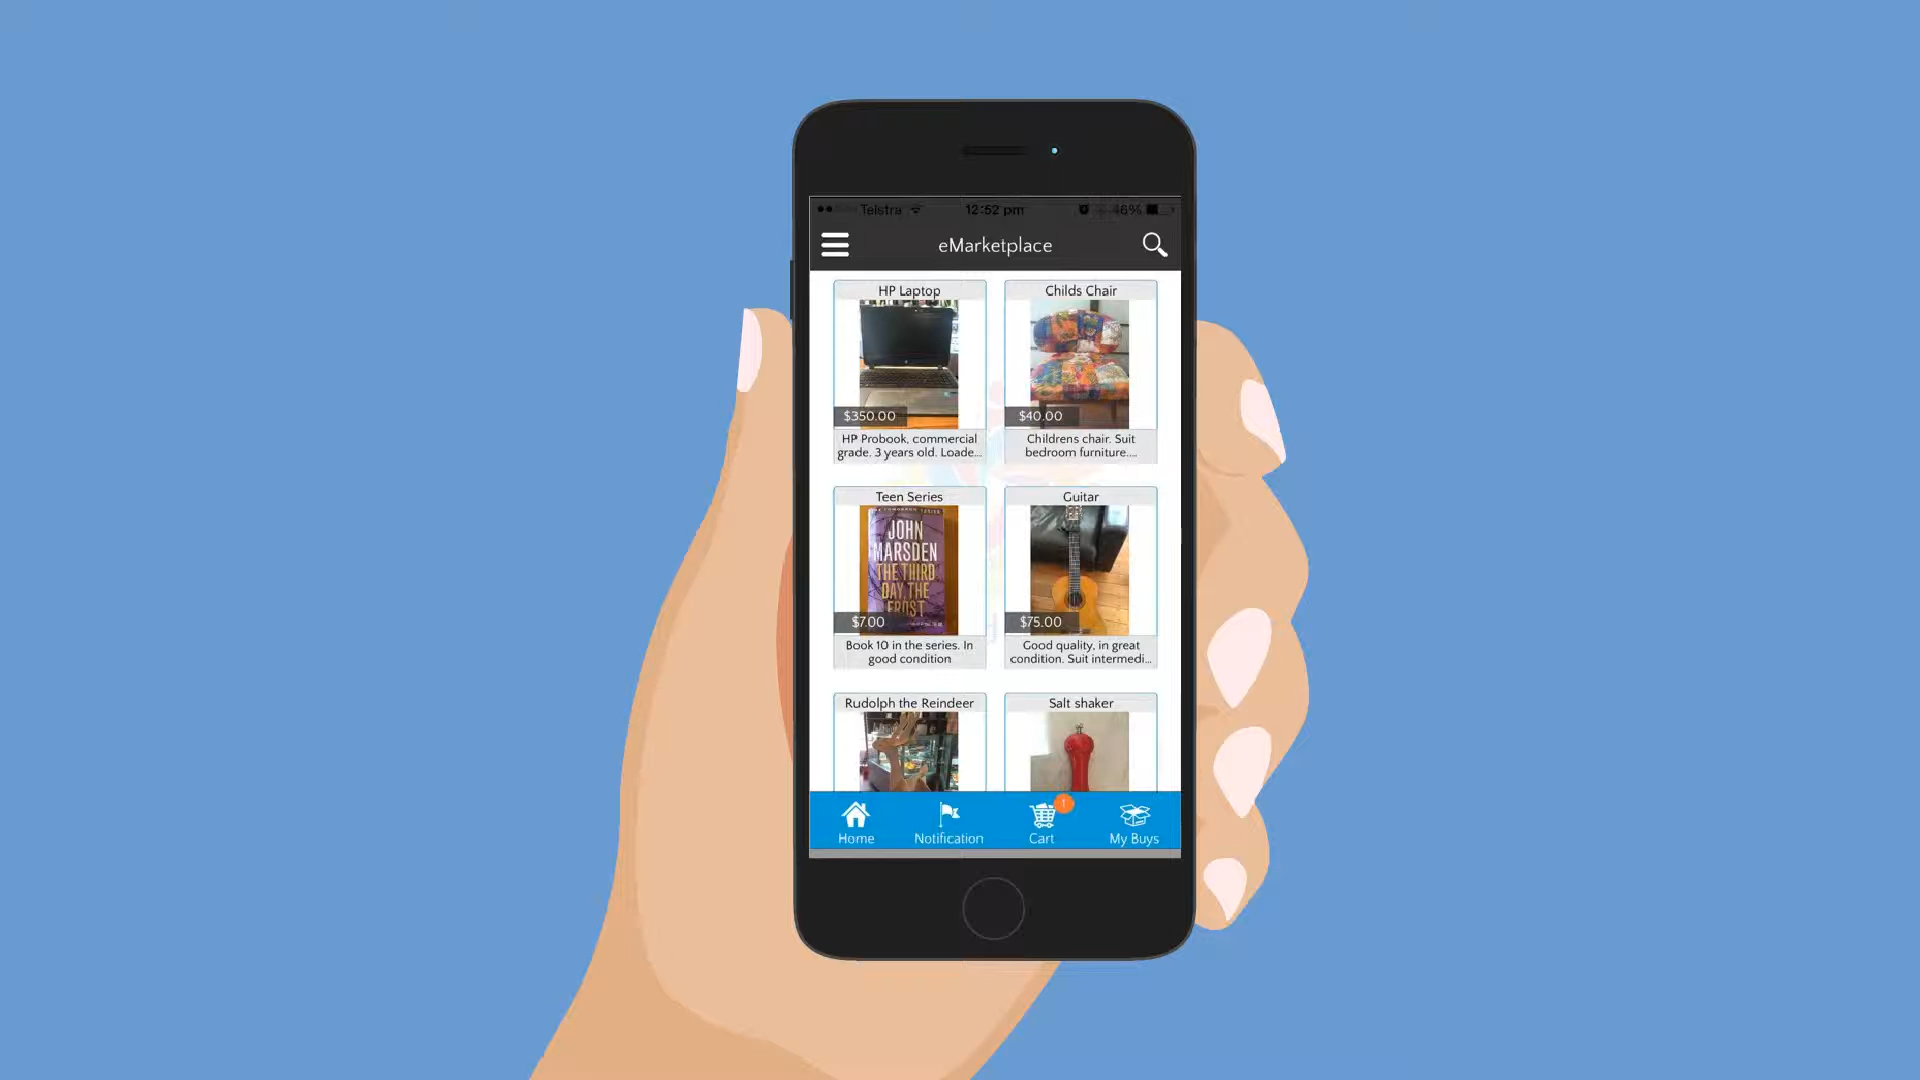 Telstra 12:52 pm 46%
eMarketplace
HP Laptop
$350.00
HP Probook, commercial
grade. 3 years old. Loade...
Childs Chair
$40.00
Childrens chair. Suit
bedroom furniture....
Teen Series
JOHN
MARSDEN
THE THIRD
DAY, THE
FROST
$7.00
Book 10 in the series. In
good condition
Guitar
$75.00
Good quality, in great
condition. Suit intermedi...
Rudolph the Reindeer
Salt shaker
Home
Notification
1
Cart
My Buys